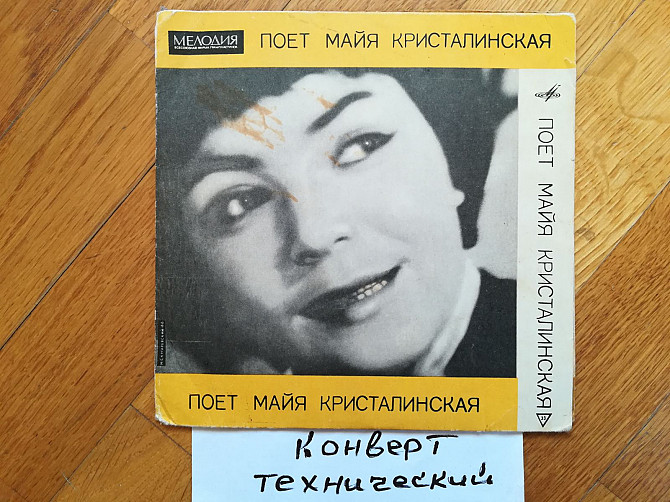 МЕЛОДИЯ
ПОЕТ МАЙЯ КРИСТАЛИНСКАЯ
ПОЕТ МАЙЯ КРИСТАЛИНСКАЯ
ПОЕТ МАЙЯ КРИСТАЛИНСКАЯ
Конверт
технический